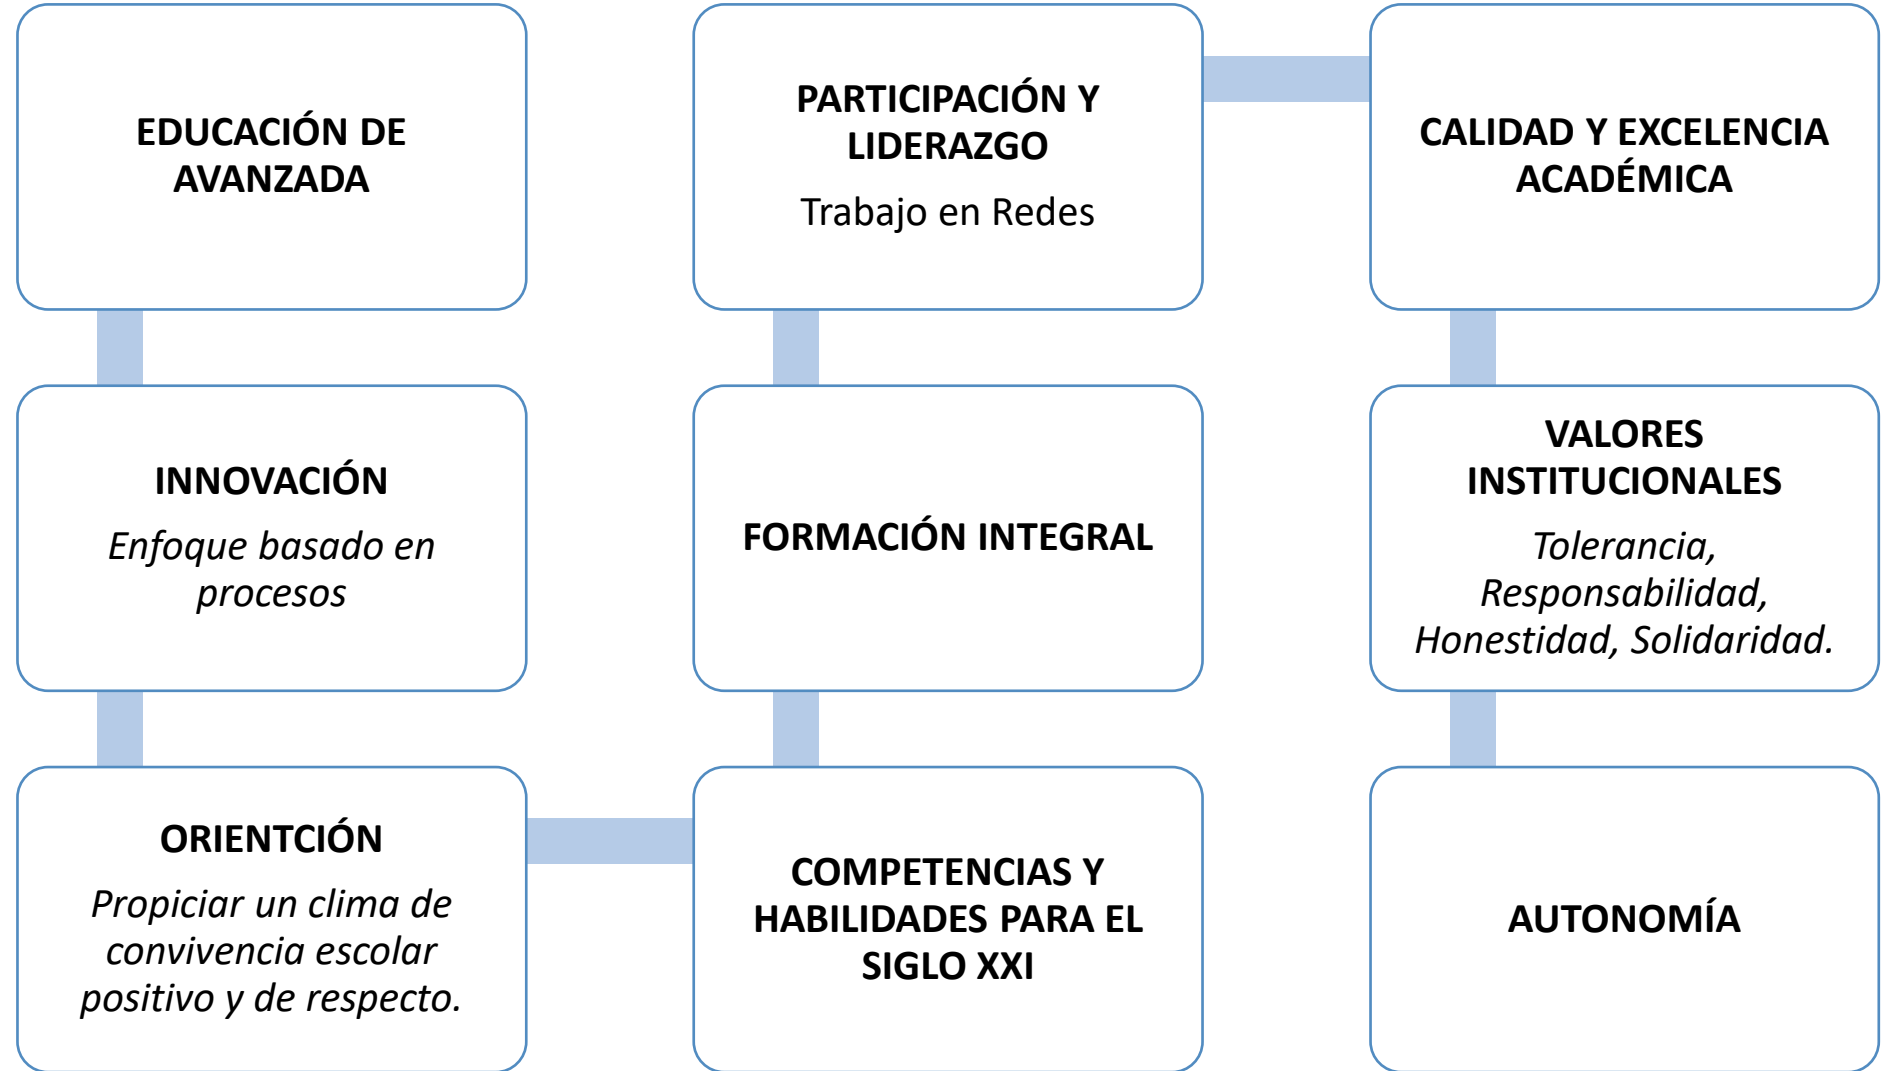 EDUCACIÓN DE
AVANZADA
INNOVACIÓN
Enfoque basado en
procesos
ORIENTCIÓN
Propiciar un clima de
convivencia escolar
positivo y de respecto.
COMPETENCIAS Y
HABILIDADES PARA EL
SIGLO XXI
FORMACIÓN INTEGRAL
PARTICIPACIÓN Y
LIDERAZGO
Trabajo en Redes
CALIDAD Y EXCELENCIA
ACADÉMICA
VALORES
INSTITUCIONALES
Tolerancia,
Responsabilidad,
Honestidad, Solidaridad.
AUTONOMÍA